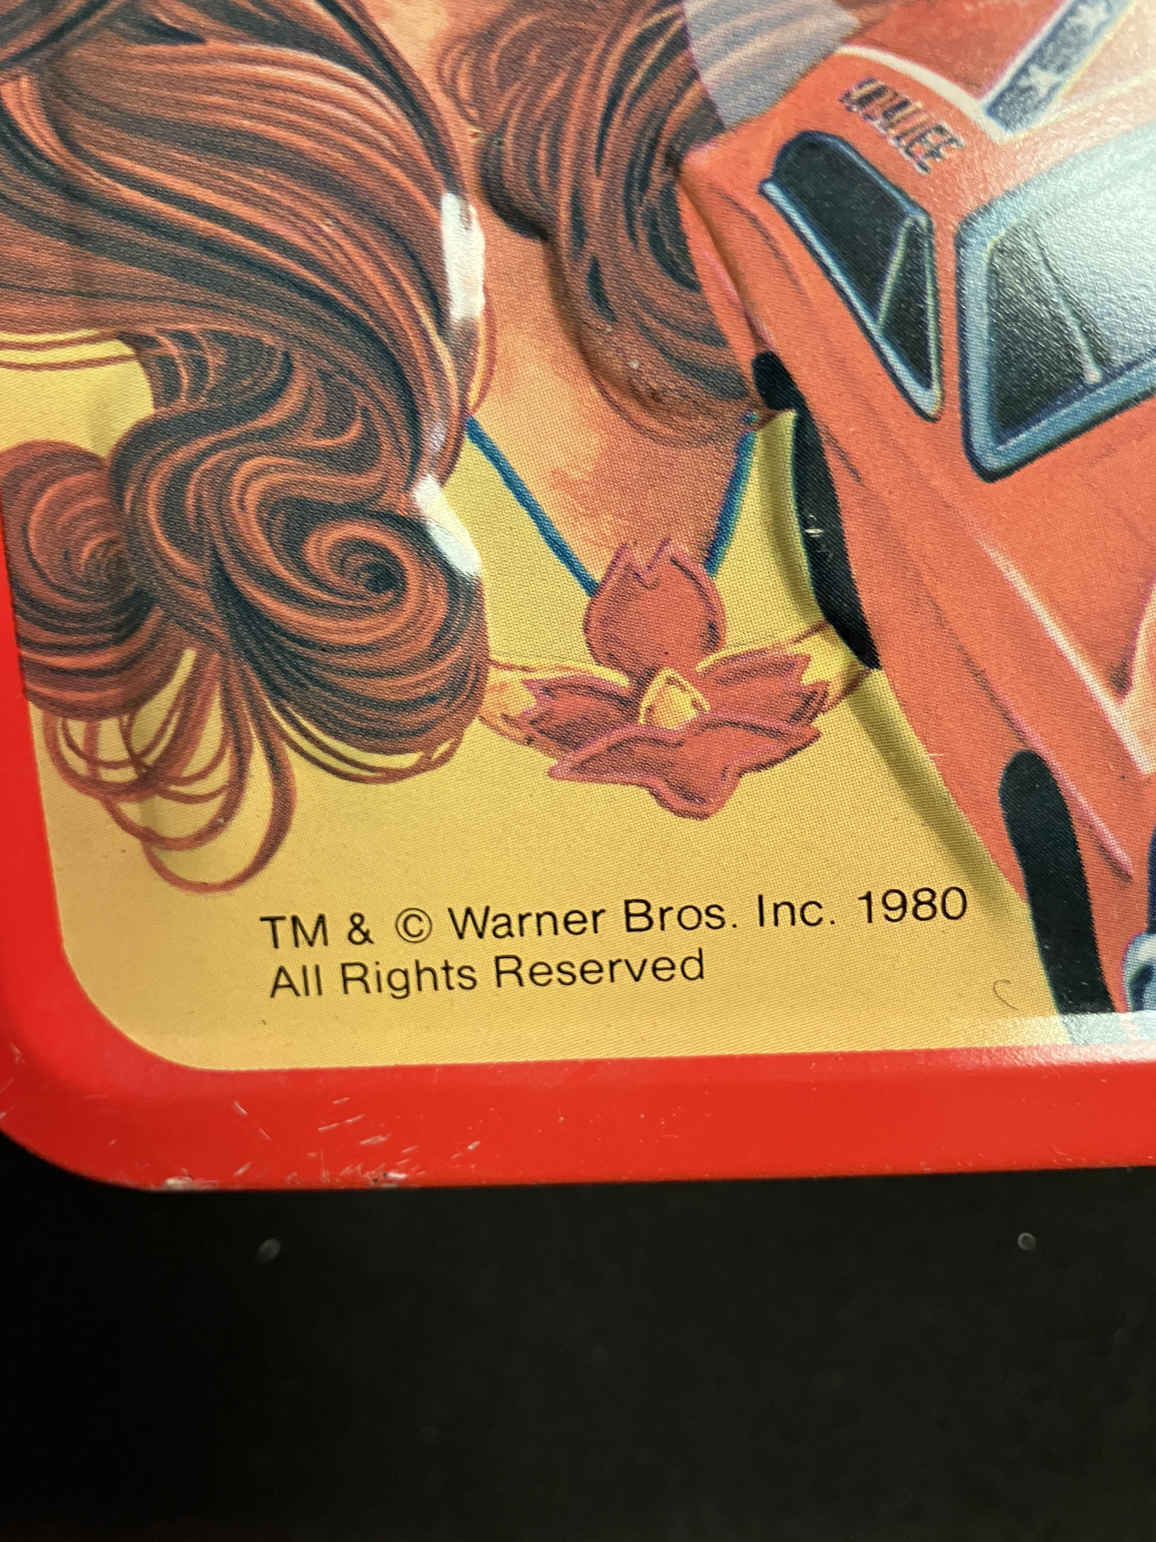 TM & © Warner Bros. Inc. 1980
All Rights Reserved